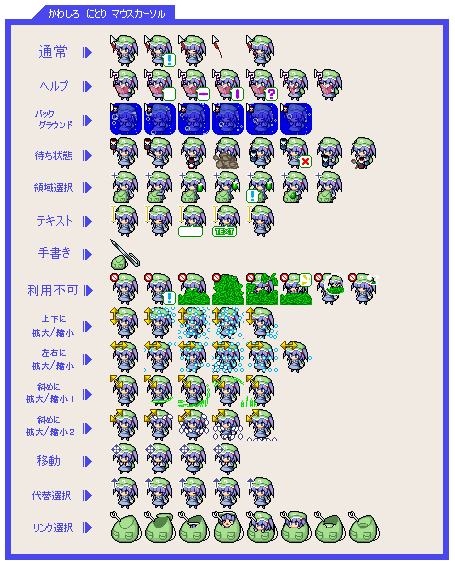 かわしろ にとり マウスカーソル
通常
!
ヘルプ
?
バック
グラウンド
待ち状態
領域選択
!
テキスト
TEXT
手書き
利用不可
!
上下に
拡大/縮小
左右に
拡大/縮小
斜めに
拡大/縮小1
斜めに
拡大/縮小2
移動
代替選択
リンク選択